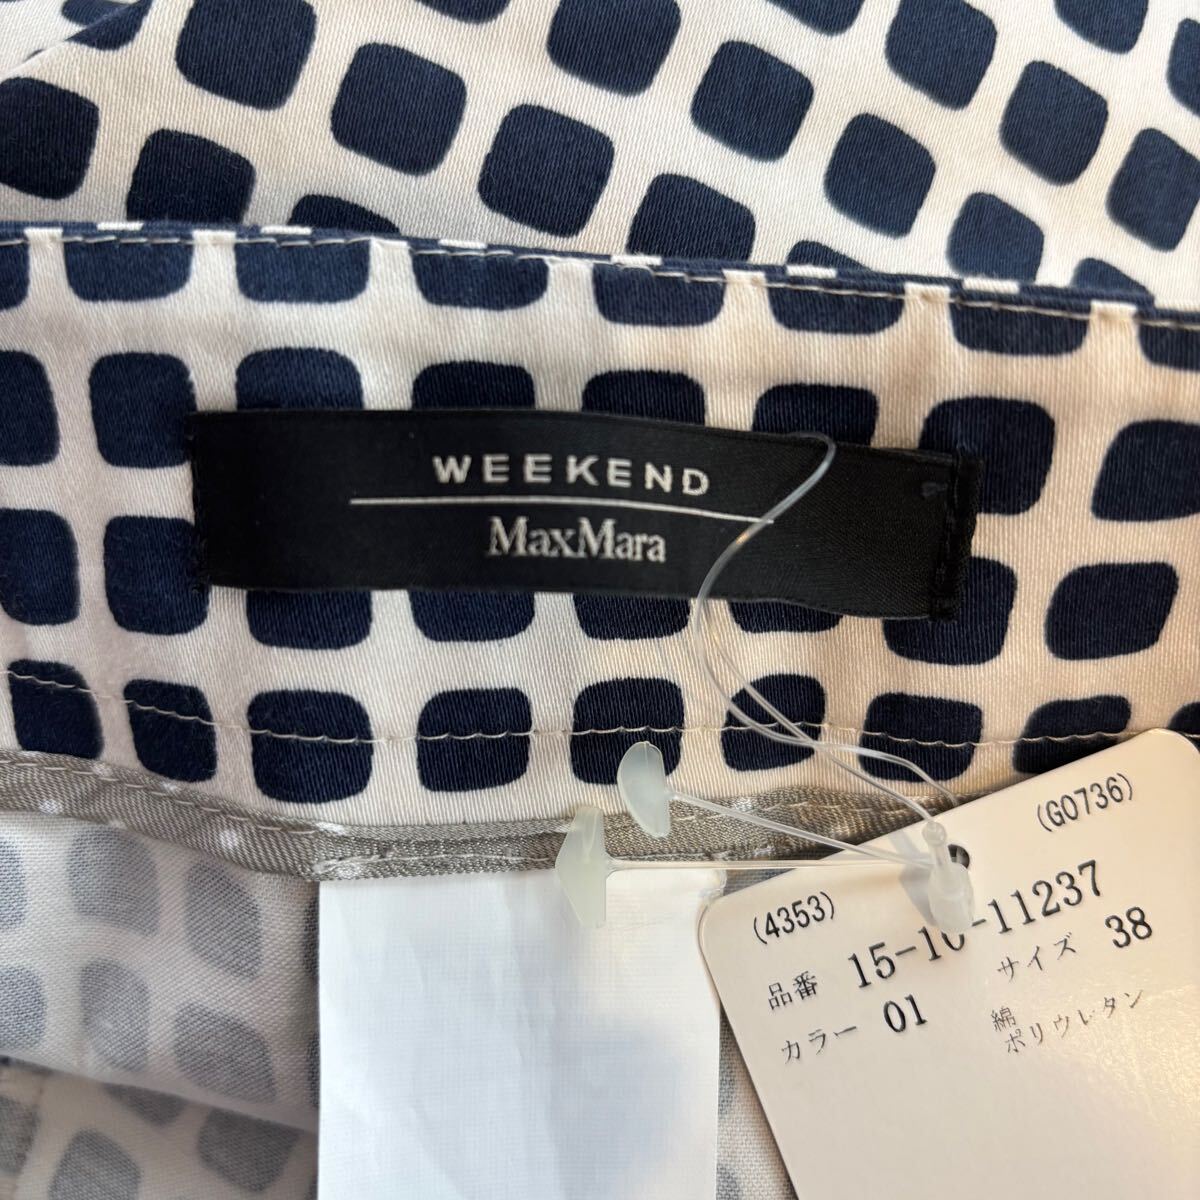 WEEKEND
MaxMara
(G0736)
(4353)
品番 15-10-11237
カラー 01 サイズ 38
綿
ポリウレタン